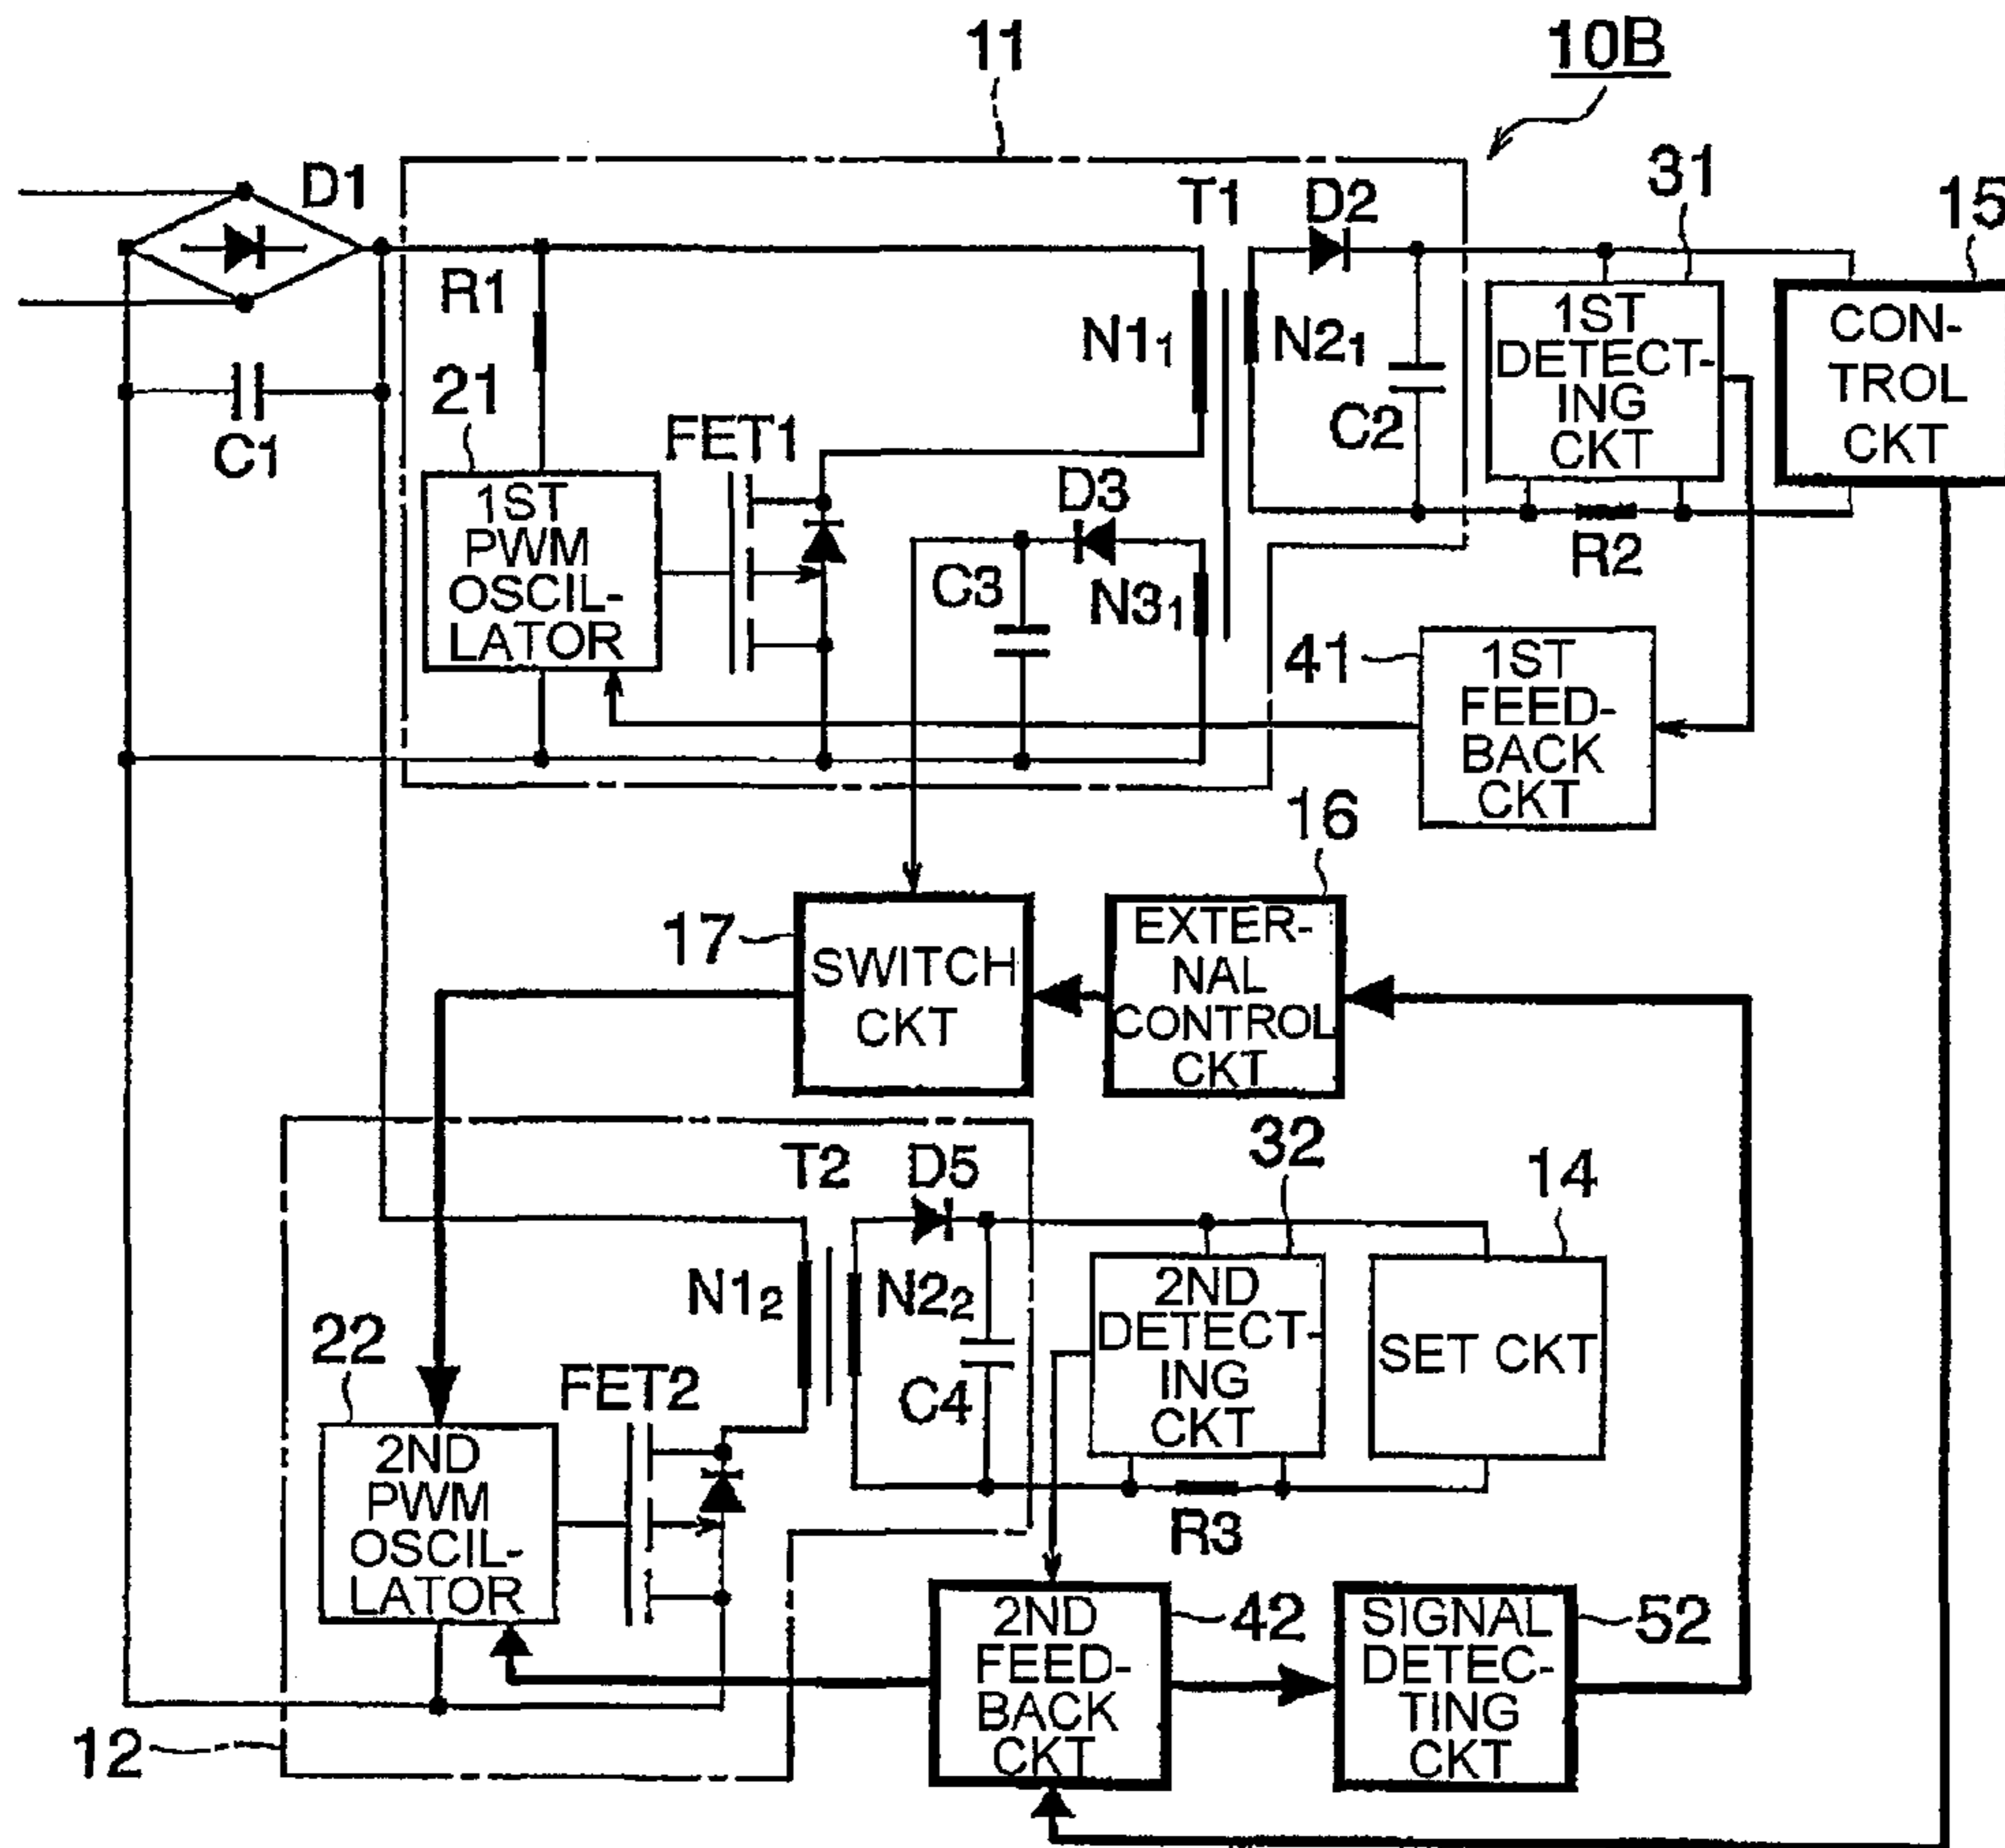 11
10B
D1
T1
D2
31
15
R1
N1₁
N2₁
C2
1ST
DETECT-
ING
CKT
CON-
TROL
CKT
C1
21
FET1
1ST
PWM
OSCIL-
LATOR
D3
C3
N3₁
R2
41
1ST
FEED-
BACK
CKT
16
17
SWITCH
CKT
EXTER-
NAL
CONTROL
CKT
T2
D5
32
14
N1₂
N2₂
C4
2ND
DETECT-
ING
CKT
SET CKT
22
FET2
2ND
PWM
OSCIL-
LATOR
R3
2ND
FEED-
BACK
CKT
42
SIGNAL
DETEC-
TING
CKT
52
12